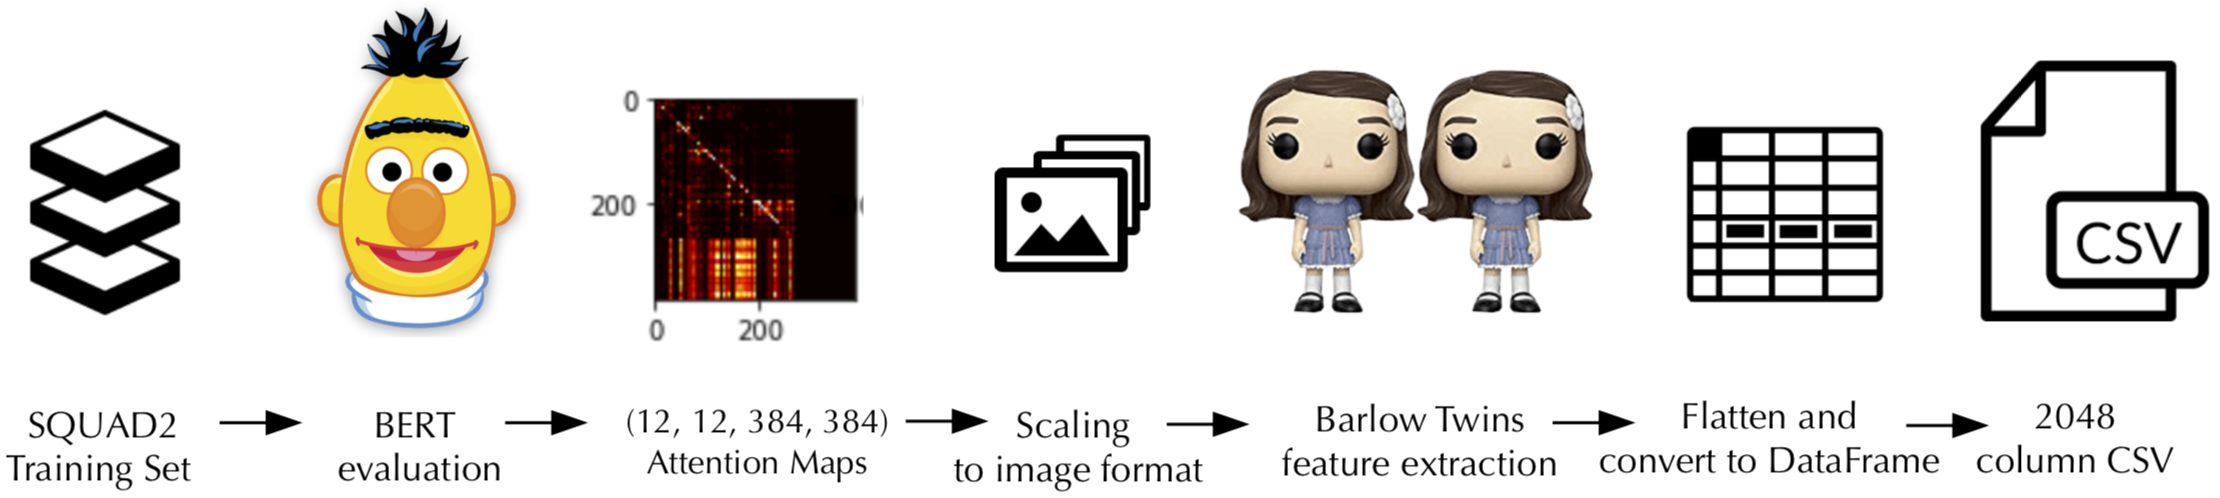 0
200
0
200
CSV
SQUAD2
Training Set
BERT
evaluation
(12, 12, 384, 384)
Attention Maps
Scaling
to image format
Barlow Twins
feature extraction
Flatten and
convert to DataFrame
2048
column CSV